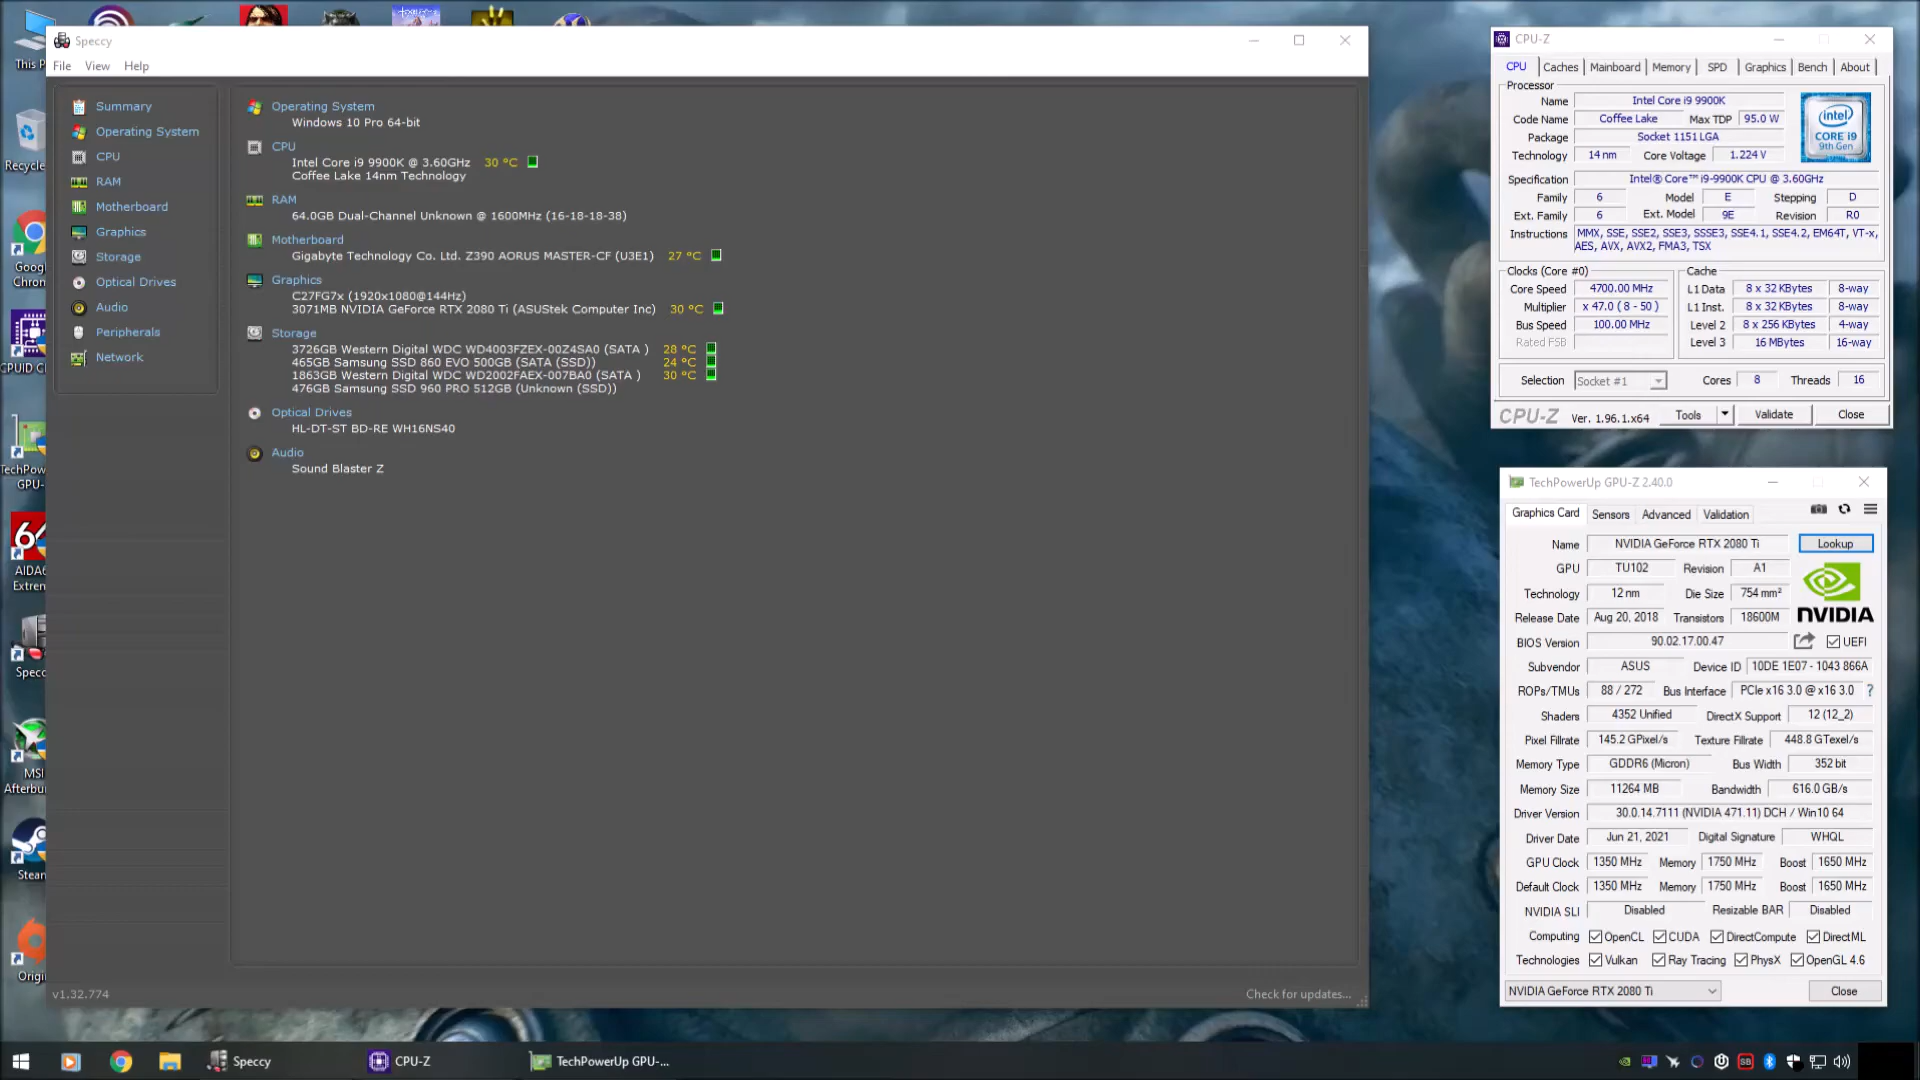 This P
Recycle
Googl
Chron
CPUID C
TechPow
GPU-
64
AIDA6
Extrem
Specc
MSI
Afterbur
Steam
Origi
Speccy
File View Help
Summary
Operating System
CPU
RAM
Motherboard
Graphics
Storage
Optical Drives
Audio
Peripherals
Network
Operating System
Windows 10 Pro 64-bit
CPU
Intel Core i9 9900K @ 3.60GHz 30 °C
Coffee Lake 14nm Technology
RAM
64.0GB Dual-Channel Unknown @ 1600MHz (16-18-18-38)
Motherboard
Gigabyte Technology Co. Ltd. Z390 AORUS MASTER-CF (U3E1) 27 °C
Graphics
C27FG7x (1920x1080@144Hz)
3071MB NVIDIA GeForce RTX 2080 Ti (ASUStek Computer Inc) 30 °C
Storage
3726GB Western Digital WDC WD4003FZEX-00Z4SA0 (SATA ) 28 °C
465GB Samsung SSD 860 EVO 500GB (SATA (SSD)) 24 °C
1863GB Western Digital WDC WD2002FAEX-007BA0 (SATA ) 30 °C
476GB Samsung SSD 960 PRO 512GB (Unknown (SSD))
Optical Drives
HL-DT-ST BD-RE WH16NS40
Audio
Sound Blaster Z
v1.32.774 Check for updates...
CPU-Z
CPU Caches Mainboard Memory SPD Graphics Bench About
Processor
Name Intel Core i9 9900K
Code Name Coffee Lake Max TDP 95.0 W
Package Socket 1151 LGA
Technology 14 nm Core Voltage 1.224 V
intel
CORE i9
9th Gen
Specification Intel® Core™ i9-9900K CPU @ 3.60GHz
Family 6 Model E Stepping D
Ext. Family 6 Ext. Model 9E Revision R0
Instructions MMX, SSE, SSE2, SSE3, SSSE3, SSE4.1, SSE4.2, EM64T, VT-x,
AES, AVX, AVX2, FMA3, TSX
Clocks (Core #0) Cache
Core Speed 4700.00 MHz L1 Data 8 x 32 KBytes 8-way
Multiplier x 47.0 ( 8 - 50 ) L1 Inst. 8 x 32 KBytes 8-way
Bus Speed 100.00 MHz Level 2 8 x 256 KBytes 4-way
Rated FSB Level 3 16 MBytes 16-way
Selection Socket #1 Cores 8 Threads 16
CPU-Z Ver. 1.96.1.x64 Tools Validate Close
TechPowerUp GPU-Z 2.40.0
Graphics Card Sensors Advanced Validation
Name NVIDIA GeForce RTX 2080 Ti Lookup
GPU TU102 Revision A1
Technology 12 nm Die Size 754 mm²
Release Date Aug 20, 2018 Transistors 18600M
NVIDIA
BIOS Version 90.02.17.00.47 UEFI
Subvendor ASUS Device ID 10DE 1E07 - 1043 866A
ROPs/TMUs 88 / 272 Bus Interface PCIe x16 3.0 @ x16 3.0 ?
Shaders 4352 Unified DirectX Support 12 (12_2)
Pixel Fillrate 145.2 GPixel/s Texture Fillrate 448.8 GTexel/s
Memory Type GDDR6 (Micron) Bus Width 352 bit
Memory Size 11264 MB Bandwidth 616.0 GB/s
Driver Version 30.0.14.7111 (NVIDIA 471.11) DCH / Win10 64
Driver Date Jun 21, 2021 Digital Signature WHQL
GPU Clock 1350 MHz Memory 1750 MHz Boost 1650 MHz
Default Clock 1350 MHz Memory 1750 MHz Boost 1650 MHz
NVIDIA SLI Disabled Resizable BAR Disabled
Computing OpenCL CUDA DirectCompute DirectML
Technologies Vulkan Ray Tracing PhysX OpenGL 4.6
NVIDIA GeForce RTX 2080 Ti Close
Speccy CPU-Z TechPowerUp GPU-...